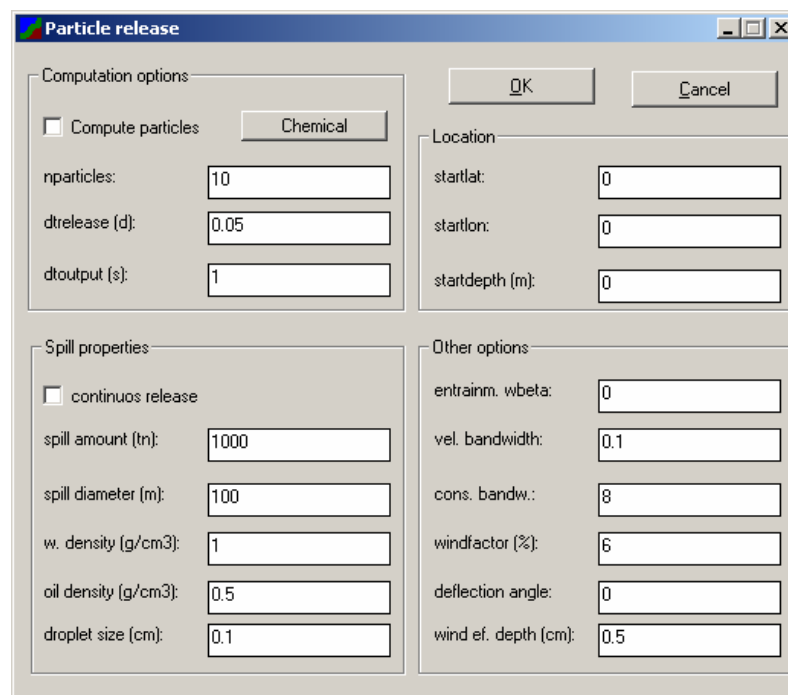 Particle release
Computation options
Compute particles
Chemical
nparticles:
10
dtrelease (d):
0.05
dtoutput (s):
1
OK
Cancel
Location
startlat:
0
startlon:
0
startdepth (m):
0
Spill properties
continuos release
spill amount (tn):
1000
spill diameter (m):
100
w. density (g/cm3):
1
oil density (g/cm3):
0.5
droplet size (cm):
0.1
Other options
entrainm. wbeta:
0
vel. bandwidth:
0.1
cons. bandw.:
8
windfactor (%):
6
deflection angle:
0
wind ef. depth (cm):
0.5